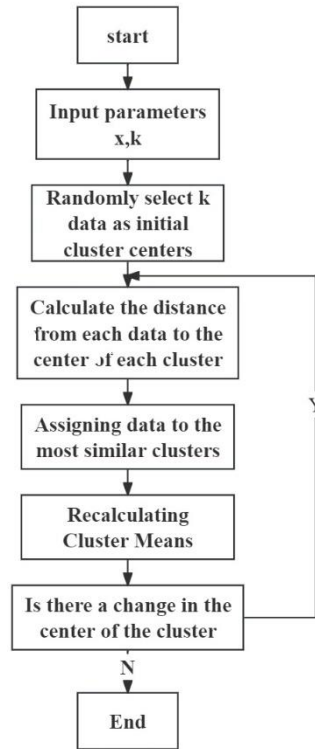 start
Input parameters
x,k
Randomly select k
data as initial
cluster centers
Calculate the distance
from each data to the
center of each cluster
Y
Assigning data to the
most similar clusters
Recalculating
Cluster Means
Is there a change in the
center of the cluster
N
End